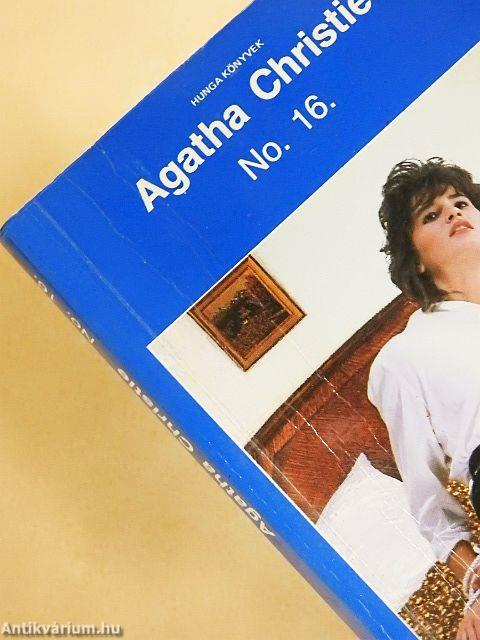 HUNGA KÖNYVEK
Agatha Christie
No. 16.
Agatha Christie No. 16.
Antikvárium.hu